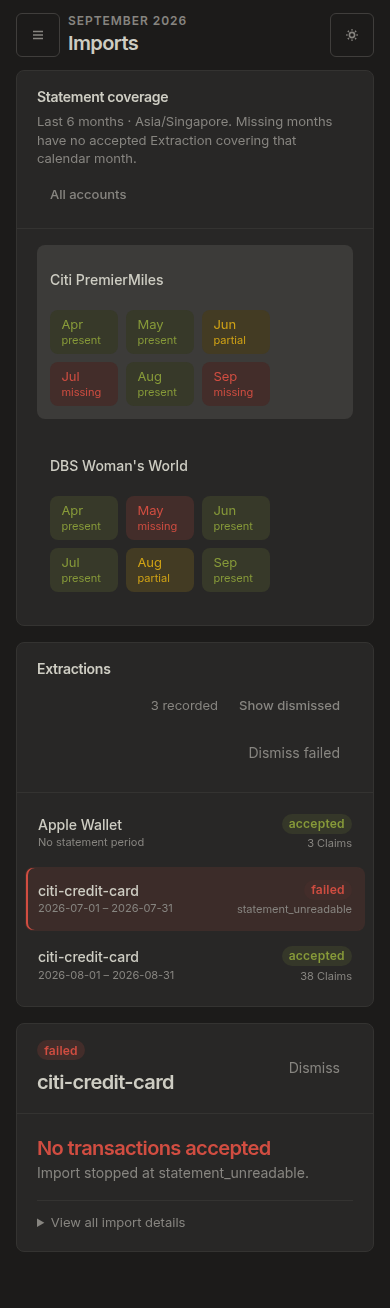 SEPTEMBER 2026
Imports
Statement coverage
Last 6 months · Asia/Singapore. Missing months
have no accepted Extraction covering that
calendar month.
All accounts
Citi PremierMiles
Apr May Jun
present present partial
Jul Aug Sep
missing present missing
DBS Woman's World
Apr May Jun
present missing present
Jul Aug Sep
present partial present
Extractions
3 recorded Show dismissed
Dismiss failed
Apple Wallet accepted
No statement period 3 Claims
citi-credit-card failed
2026-07-01 – 2026-07-31 statement_unreadable
citi-credit-card accepted
2026-08-01 – 2026-08-31 38 Claims
failed
citi-credit-card Dismiss
No transactions accepted
Import stopped at statement_unreadable.
View all import details